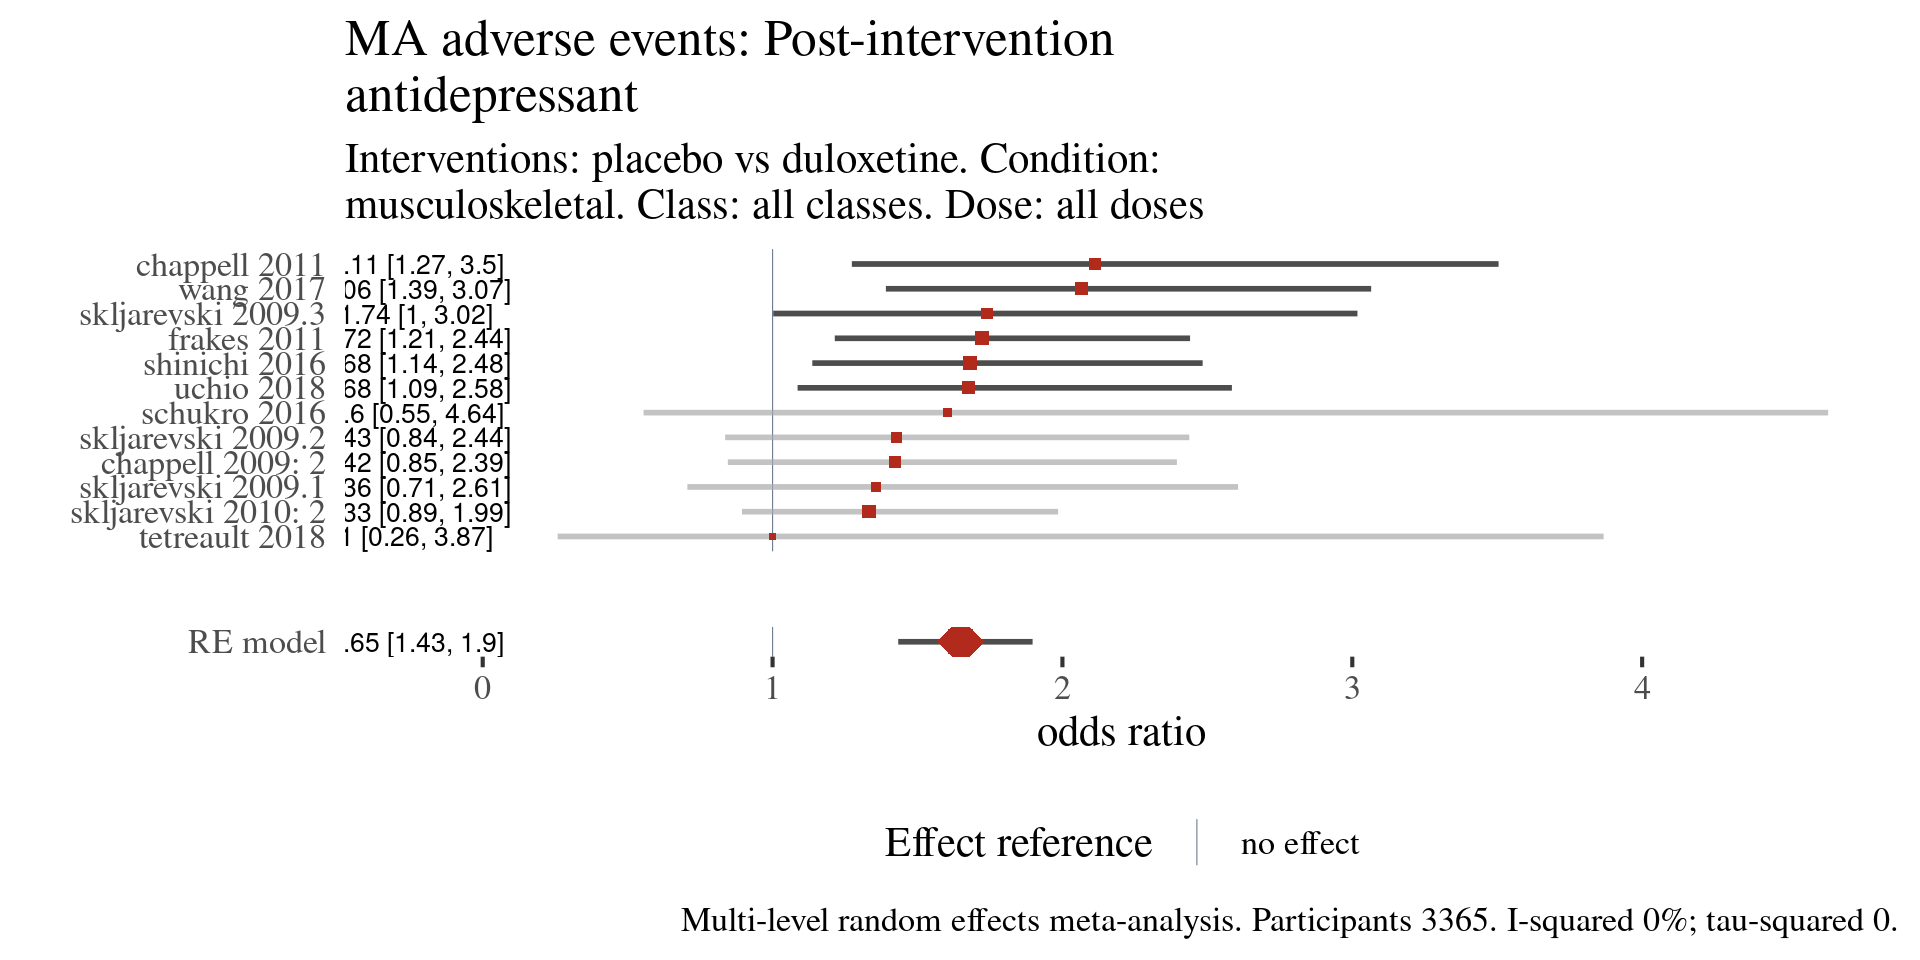 MA adverse events: Post-intervention
antidepressant
Interventions: placebo vs duloxetine. Condition:
musculoskeletal. Class: all classes. Dose: all doses
chappell 2011 .11 [1.27, 3.5]
wang 2017 06 [1.39, 3.07]
skljarevski 2009.3 1.74 [1, 3.02]
frakes 2011 72 [1.21, 2.44]
shinichi 2016 68 [1.14, 2.48]
uchio 2018 68 [1.09, 2.58]
schukro 2016 .6 [0.55, 4.64]
skljarevski 2009.2 43 [0.84, 2.44]
chappell 2009: 2 42 [0.85, 2.39]
skljarevski 2009.1 36 [0.71, 2.61]
skljarevski 2010: 2 33 [0.89, 1.99]
tetreault 2018 1 [0.26, 3.87]
RE model .65 [1.43, 1.9]
0 1 2 3 4
odds ratio
Effect reference no effect
Multi-level random effects meta-analysis. Participants 3365. I-squared 0%; tau-squared 0.